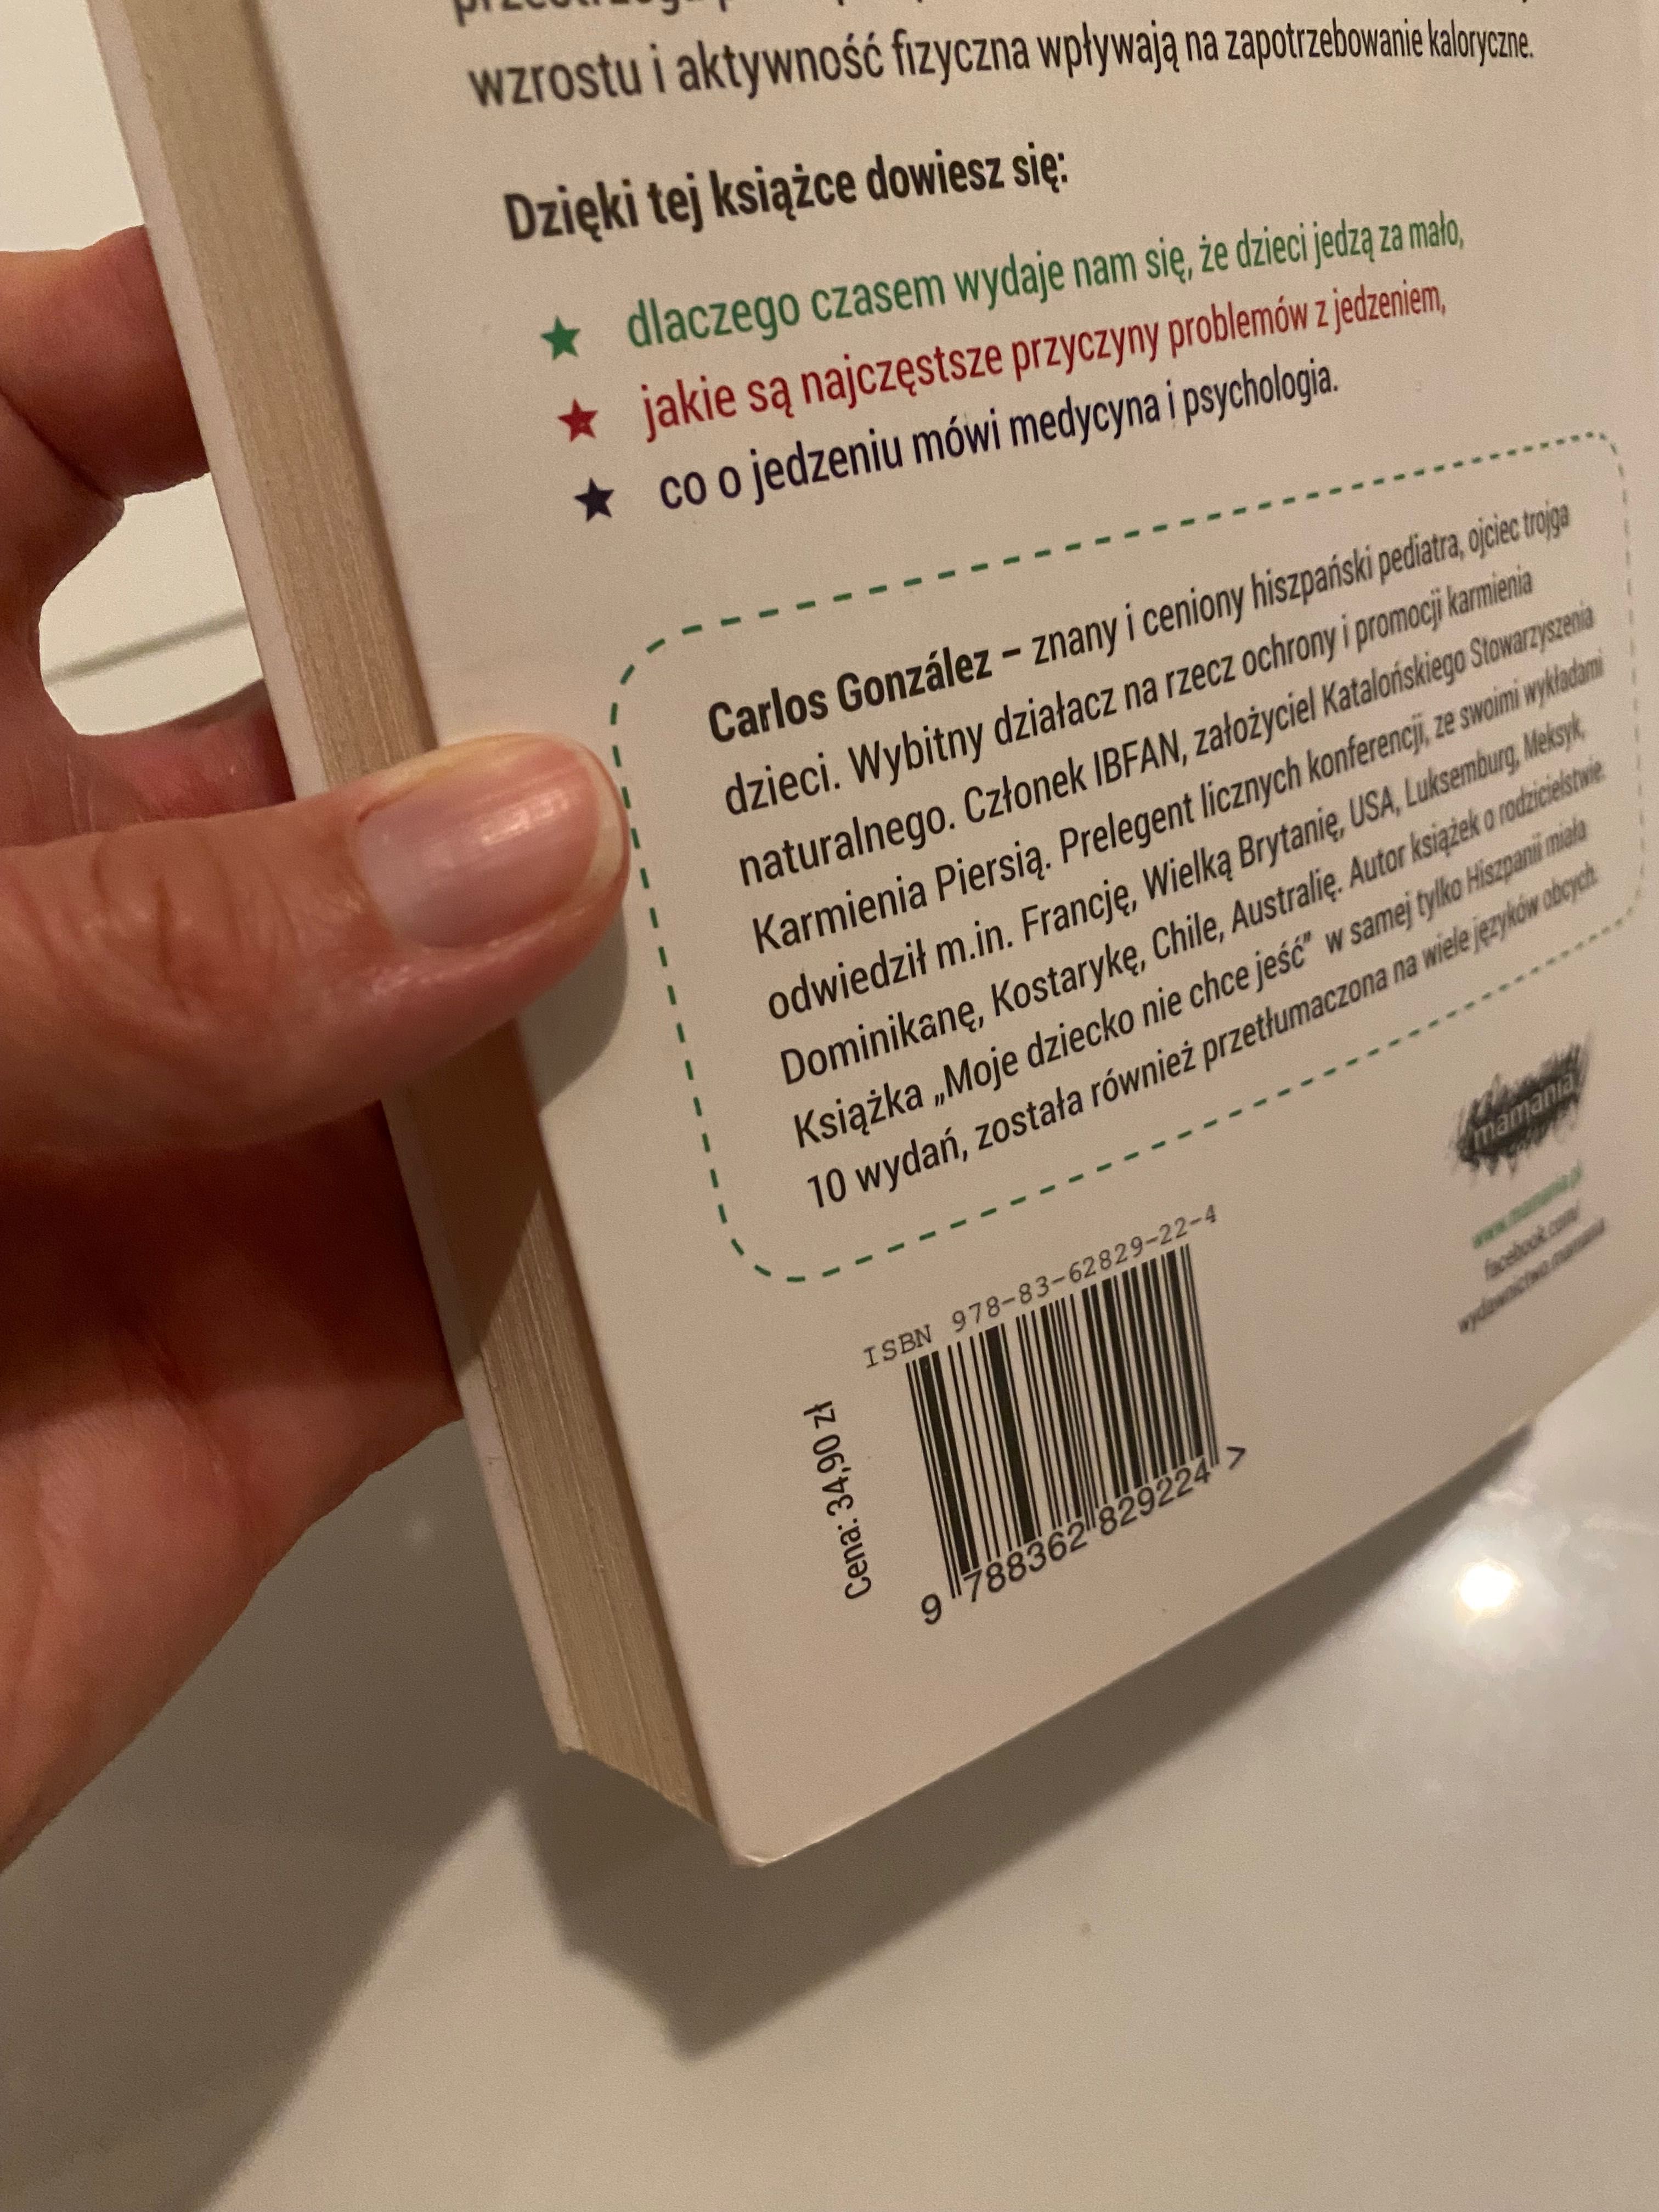 wzrostu i aktywność fizyczna wpływają na zapotrzebowanie kaloryczne.
Dzięki tej książce dowiesz się:
★ dlaczego czasem wydaje nam się, że dzieci jedzą za mało,
★ jakie są najczęstsze przyczyny problemów z jedzeniem,
★ co o jedzeniu mówi medycyna i psychologia.
Carlos González – znany i ceniony hiszpański pediatra, ojciec trojga
dzieci. Wybitny działacz na rzecz ochrony i promocji karmienia
naturalnego. Członek IBFAN, założyciel Katalońskiego Stowarzyszenia
Karmienia Piersią. Prelegent licznych konferencji, ze swoimi wykładami
odwiedził m.in. Francję, Wielką Brytanię, USA, Luksemburg, Meksyk,
Dominikanę, Kostarykę, Chile, Australię. Autor książek o rodzicielstwie.
Książka „Moje dziecko nie chce jeść” w samej tylko Hiszpanii miała
10 wydań, została również przetłumaczona na wiele języków obcych.
mamania
www.mamania.pl
facebook.com/
wydawnictwo.mamania
ISBN 978-83-62829-22-4
9 788362 829224 >
Cena: 34,90 zł